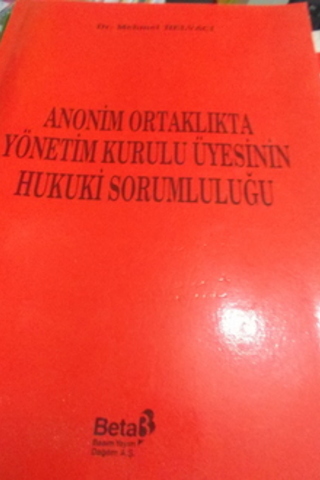 Dr. Mehmet
ANONİM ORTAKLIKTA
YÖNETİM KURULU ÜYESİNİN
HUKUKİ SORUMLULUĞU
Beta
Basım Yayım
Dağıtım A.Ş.